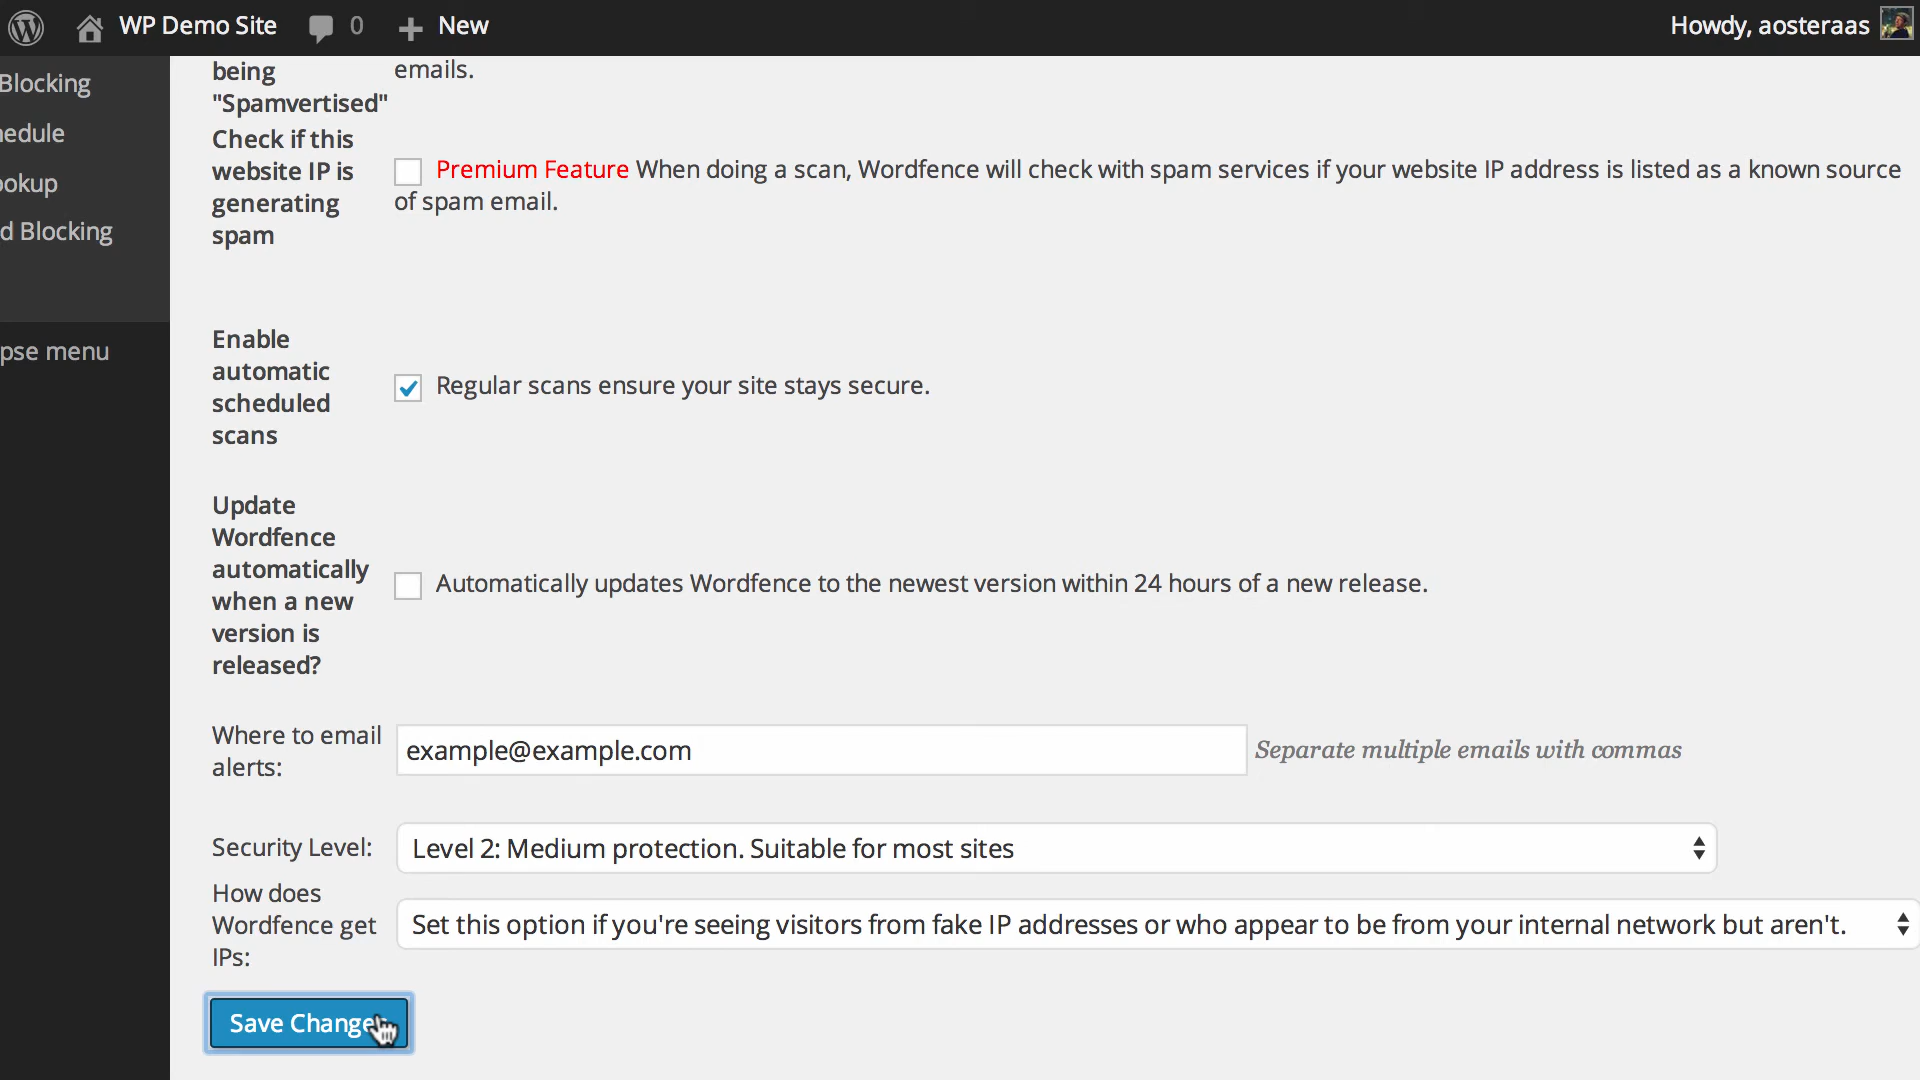 WP Demo Site 0 New Howdy, aosteraas
Blocking
hedule
ookup
d Blocking
pse menu
being
"Spamvertised"
emails.
Check if this
website IP is
generating
spam
Premium Feature When doing a scan, Wordfence will check with spam services if your website IP address is listed as a known source
of spam email.
Enable
automatic
scheduled
scans
Regular scans ensure your site stays secure.
Update
Wordfence
automatically
when a new
version is
released?
Automatically updates Wordfence to the newest version within 24 hours of a new release.
Where to email
alerts:
example@example.com
Separate multiple emails with commas
Security Level:
Level 2: Medium protection. Suitable for most sites
How does
Wordfence get
IPs:
Set this option if you're seeing visitors from fake IP addresses or who appear to be from your internal network but aren't.
Save Changes